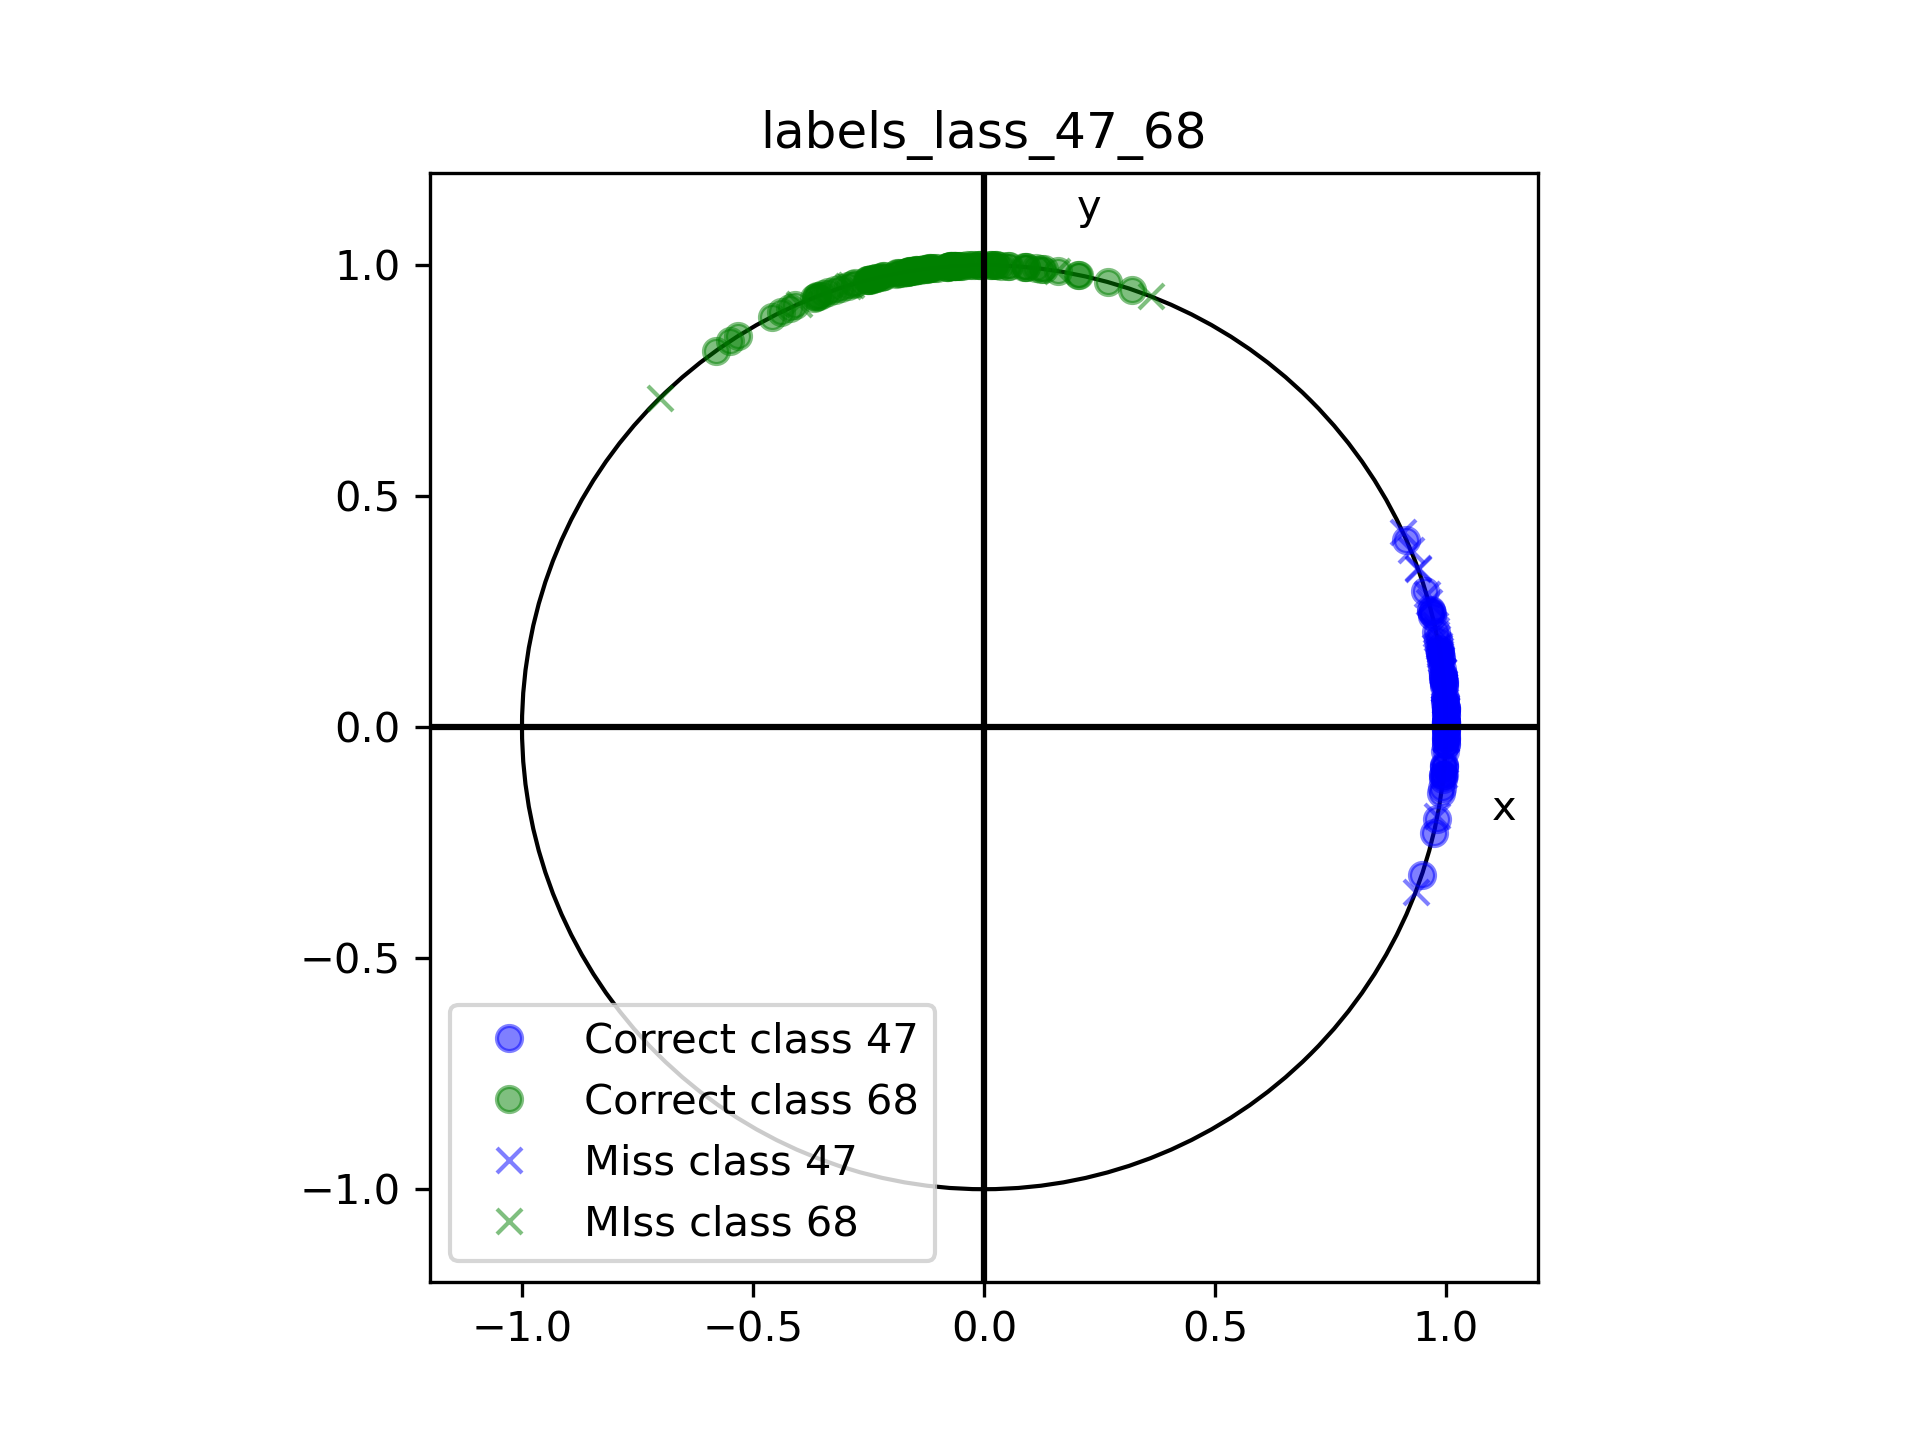 labels_lass_47_68
y
1.0
0.5
0.0
x
−0.5
−1.0
Correct class 47
Correct class 68
Miss class 47
MIss class 68
−1.0 −0.5 0.0 0.5 1.0